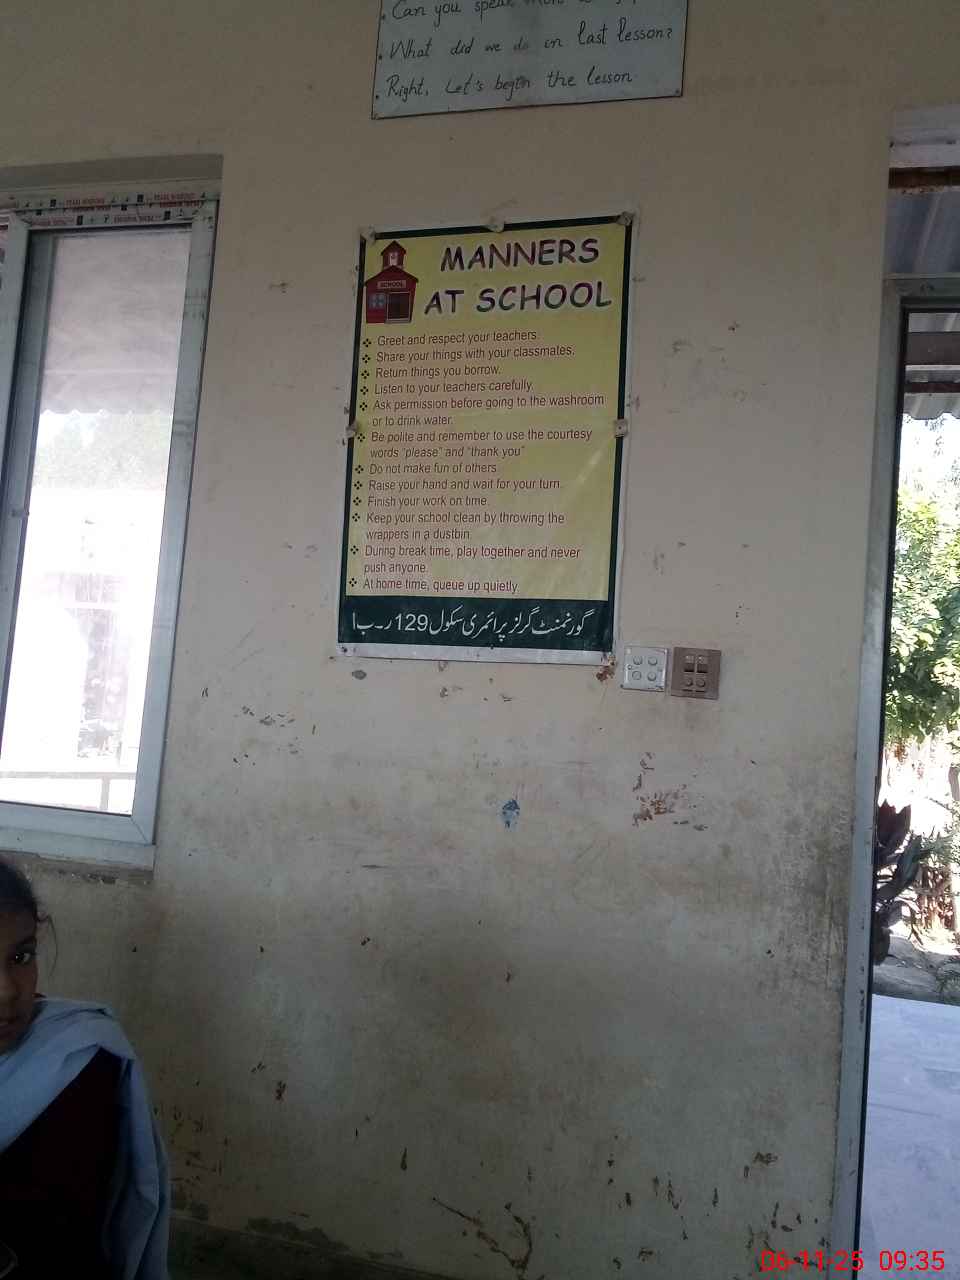 Can you speak
What did we do in last lesson?
Right, Let's begin the lesson
MANNERS
AT SCHOOL
SCHOOL
Greet and respect your teachers.
Share your things with your classmates.
Return things you borrow.
Listen to your teachers carefully.
Ask permission before going to the washroom
or to drink water.
Be polite and remember to use the courtesy
words "please" and "thank you"
Do not make fun of others.
Raise your hand and wait for your turn.
Finish your work on time.
Keep your school clean by throwing the
wrappers in a dustbin.
During break time, play together and never
push anyone.
At home time, queue up quietly.
گورنمنٹ گرلز پرائمری سکول 129 ر۔ب ا
06-11-25 09:35